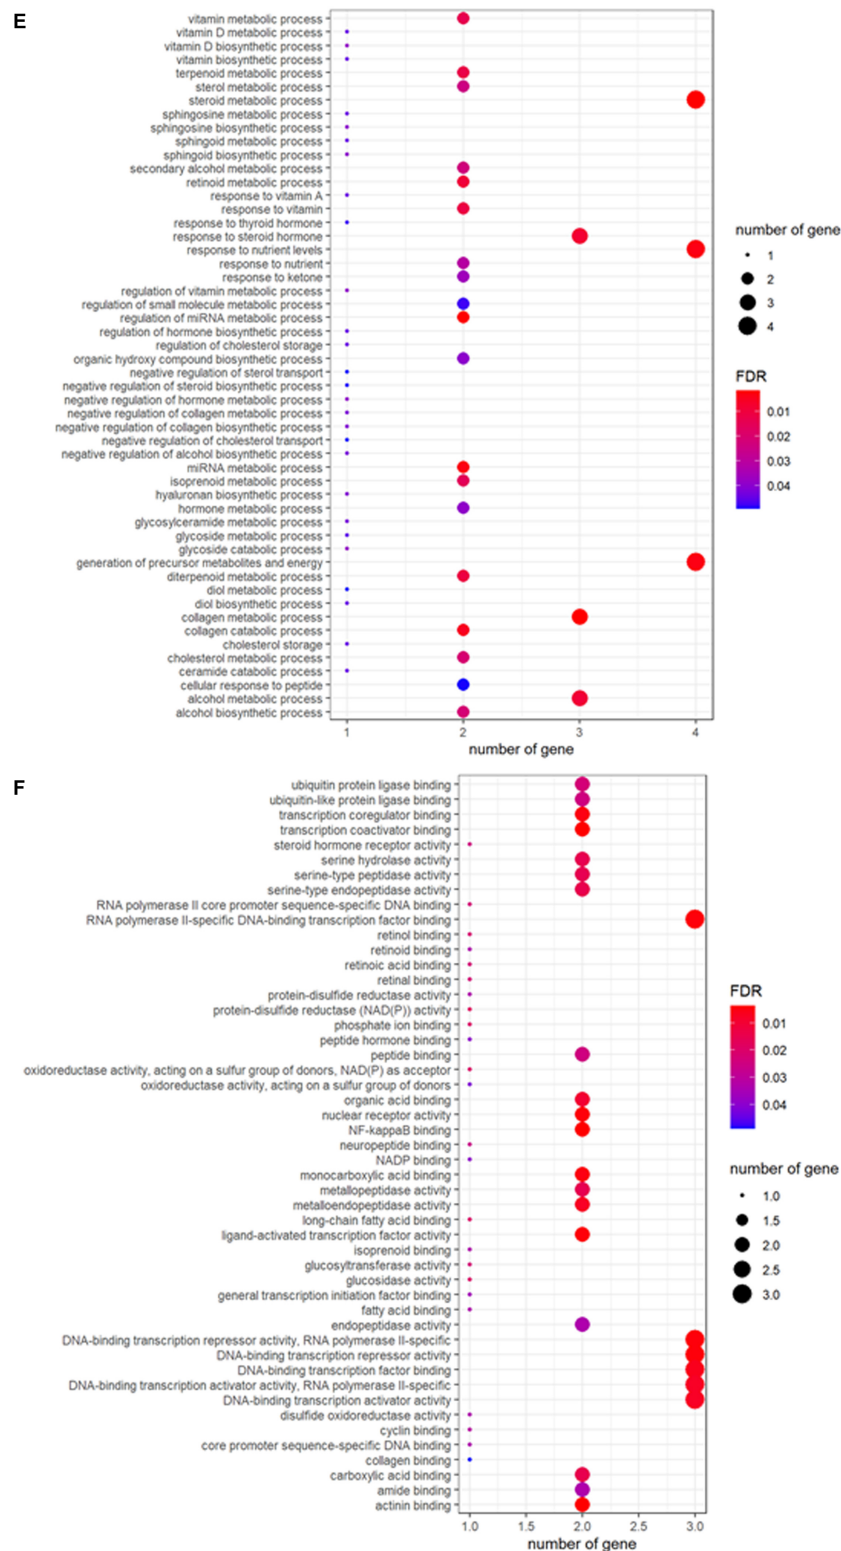 E
vitamin metabolic process
vitamin D metabolic process
vitamin D biosynthetic process
vitamin biosynthetic process
terpenoid metabolic process
sterol metabolic process
steroid metabolic process
sphingosine metabolic process
sphingosine biosynthetic process
sphingoid metabolic process
sphingoid biosynthetic process
secondary alcohol metabolic process
retinoid metabolic process
response to vitamin A
response to vitamin
response to thyroid hormone
response to steroid hormone
response to nutrient levels
response to nutrient
response to ketone
regulation of vitamin metabolic process
regulation of small molecule metabolic process
regulation of miRNA metabolic process
regulation of hormone biosynthetic process
regulation of cholesterol storage
organic hydroxy compound biosynthetic process
negative regulation of sterol transport
negative regulation of steroid biosynthetic process
negative regulation of hormone metabolic process
negative regulation of collagen metabolic process
negative regulation of collagen biosynthetic process
negative regulation of cholesterol transport
negative regulation of alcohol biosynthetic process
miRNA metabolic process
isoprenoid metabolic process
hyaluronan biosynthetic process
hormone metabolic process
glycosylceramide metabolic process
glycoside metabolic process
glycoside catabolic process
generation of precursor metabolites and energy
diterpenoid metabolic process
diol metabolic process
diol biosynthetic process
collagen metabolic process
collagen catabolic process
cholesterol storage
cholesterol metabolic process
ceramide catabolic process
cellular response to peptide
alcohol metabolic process
alcohol biosynthetic process
1 2 3 4
number of gene
number of gene
1
2
3
4
FDR
0.01
0.02
0.03
0.04
F
ubiquitin protein ligase binding
ubiquitin-like protein ligase binding
transcription coregulator binding
transcription coactivator binding
steroid hormone receptor activity
serine hydrolase activity
serine-type peptidase activity
serine-type endopeptidase activity
RNA polymerase II core promoter sequence-specific DNA binding
RNA polymerase II-specific DNA-binding transcription factor binding
retinol binding
retinoid binding
retinoic acid binding
retinal binding
protein-disulfide reductase activity
protein-disulfide reductase (NAD(P)) activity
phosphate ion binding
peptide hormone binding
peptide binding
oxidoreductase activity, acting on a sulfur group of donors, NAD(P) as acceptor
oxidoreductase activity, acting on a sulfur group of donors
organic acid binding
nuclear receptor activity
NF-kappaB binding
neuropeptide binding
NADP binding
monocarboxylic acid binding
metallopeptidase activity
metalloendopeptidase activity
long-chain fatty acid binding
ligand-activated transcription factor activity
isoprenoid binding
glucosyltransferase activity
glucosidase activity
general transcription initiation factor binding
fatty acid binding
endopeptidase activity
DNA-binding transcription repressor activity, RNA polymerase II-specific
DNA-binding transcription repressor activity
DNA-binding transcription factor binding
DNA-binding transcription activator activity, RNA polymerase II-specific
DNA-binding transcription activator activity
disulfide oxidoreductase activity
cyclin binding
core promoter sequence-specific DNA binding
collagen binding
carboxylic acid binding
amide binding
actinin binding
1.0 1.5 2.0 2.5 3.0
number of gene
FDR
0.01
0.02
0.03
0.04
number of gene
1.0
1.5
2.0
2.5
3.0